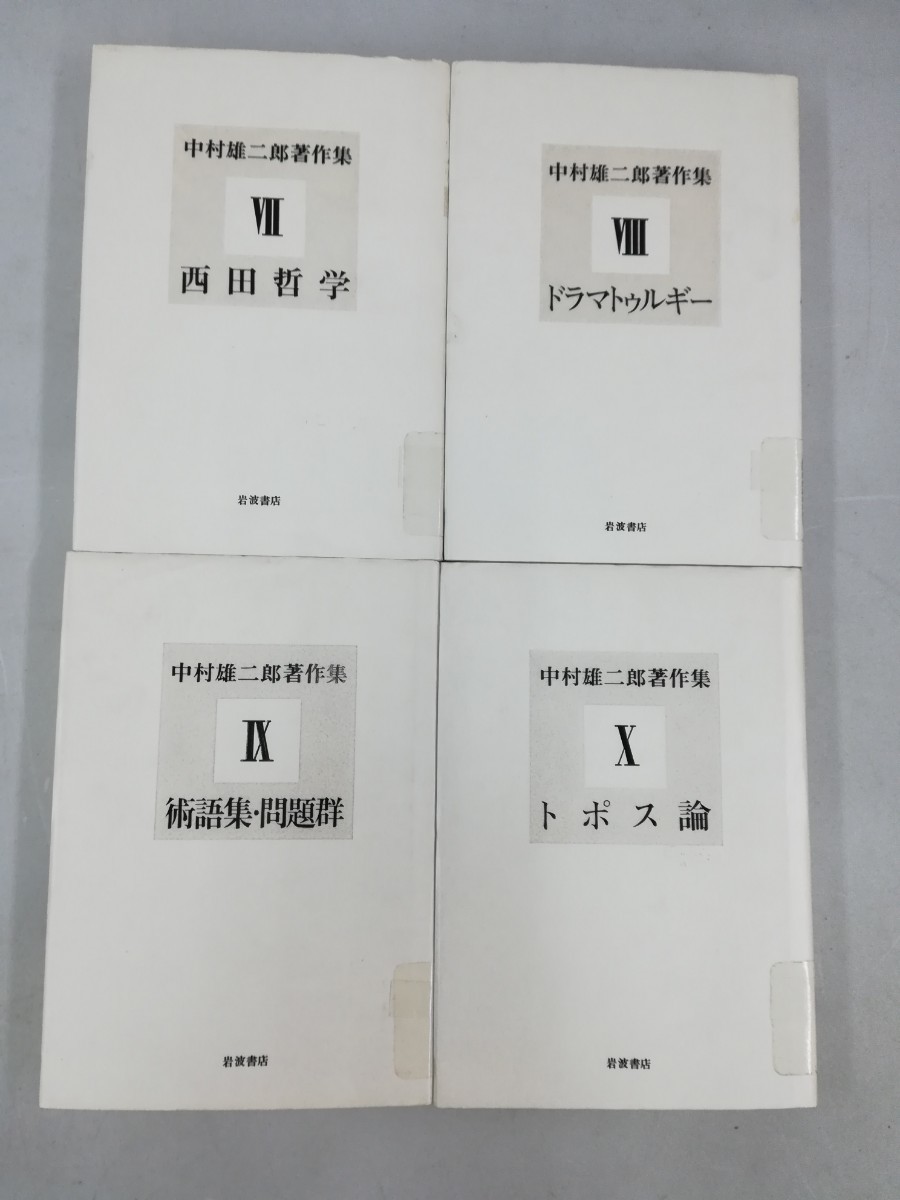 中村雄二郎著作集
VII
西田哲学
岩波書店
中村雄二郎著作集
VIII
ドラマトゥルギー
岩波書店
中村雄二郎著作集
IX
術語集・問題群
岩波書店
中村雄二郎著作集
X
トポス論
岩波書店